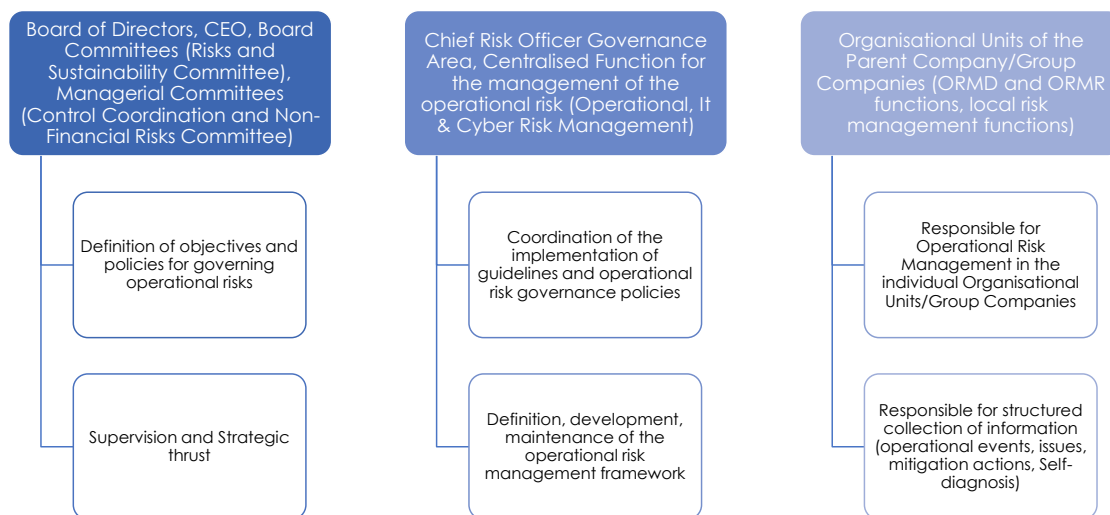 Board of Directors, CEO, Board
Committees (Risks and
Sustainability Committee),
Managerial Committees
(Control Coordination and Non-
Financial Risks Committee)
Definition of objectives and
policies for governing
operational risks
Supervision and Strategic
thrust
Chief Risk Officer Governance
Area, Centralised Function for
the management of the
operational risk (Operational, It
& Cyber Risk Management)
Coordination of the
implementation of
guidelines and operational
risk governance policies
Definition, development,
maintenance of the
operational risk
management framework
Organisational Units of the
Parent Company/Group
Companies (ORMD and ORMR
functions, local risk
management functions)
Responsible for
Operational Risk
Management in the
individual Organisational
Units/Group Companies
Responsible for structured
collection of information
(operational events, issues,
mitigation actions, Self-
diagnosis)